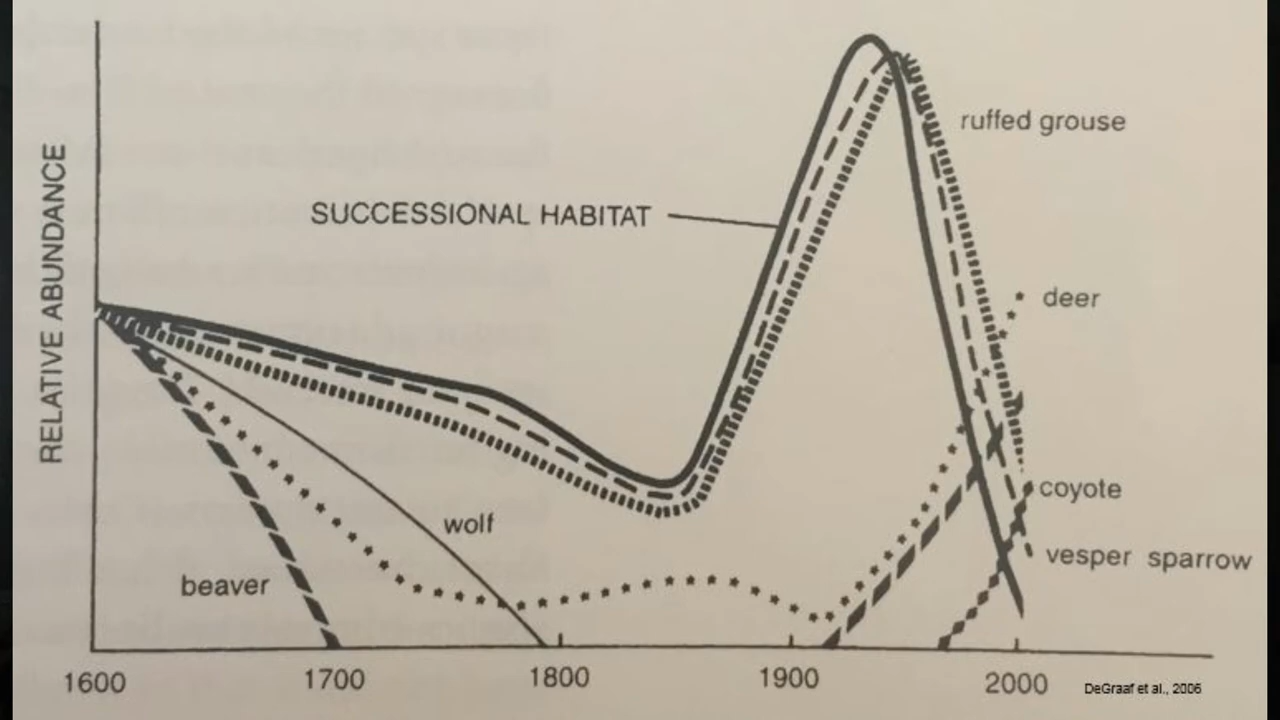 RELATIVE ABUNDANCE
SUCCESSIONAL HABITAT
ruffed grouse
deer
coyote
vesper sparrow
wolf
beaver
1600
1700
1800
1900
2000
DeGraaf et al., 2006